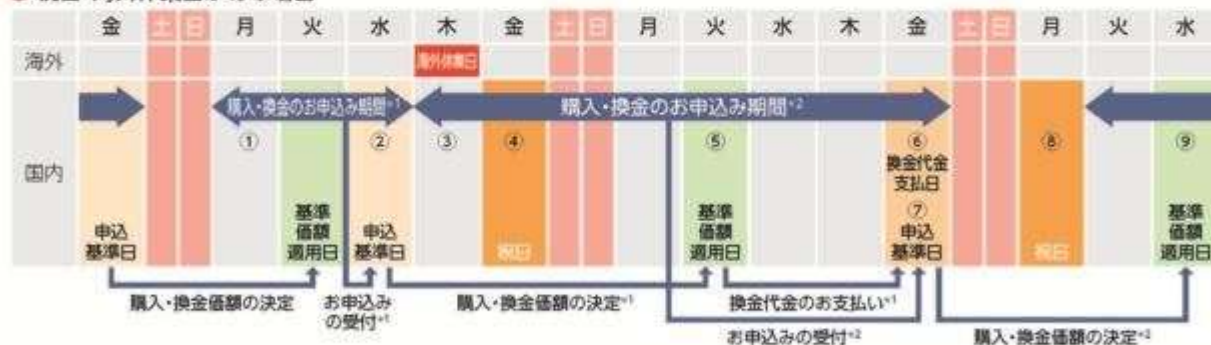 金 土 日 月 火 水 木 金 土 日 月 火 水 木 金 土 日 月 火 水
海外 海外休業日
購入・換金のお申込み期間*1 購入・換金のお申込み期間*2
国内
① ② ③ ④ ⑤ ⑥ ⑧ ⑨
換金代金
支払日
⑦
申込
基準日
基準
価額
適用日
申込
基準日
祝日
基準
価額
適用日
申込
基準日
祝日
基準
価額
適用日
購入・換金価額の決定
お申込み
の受付*1
購入・換金価額の決定*1
換金代金のお支払い*1
お申込みの受付*2
購入・換金価額の決定*2